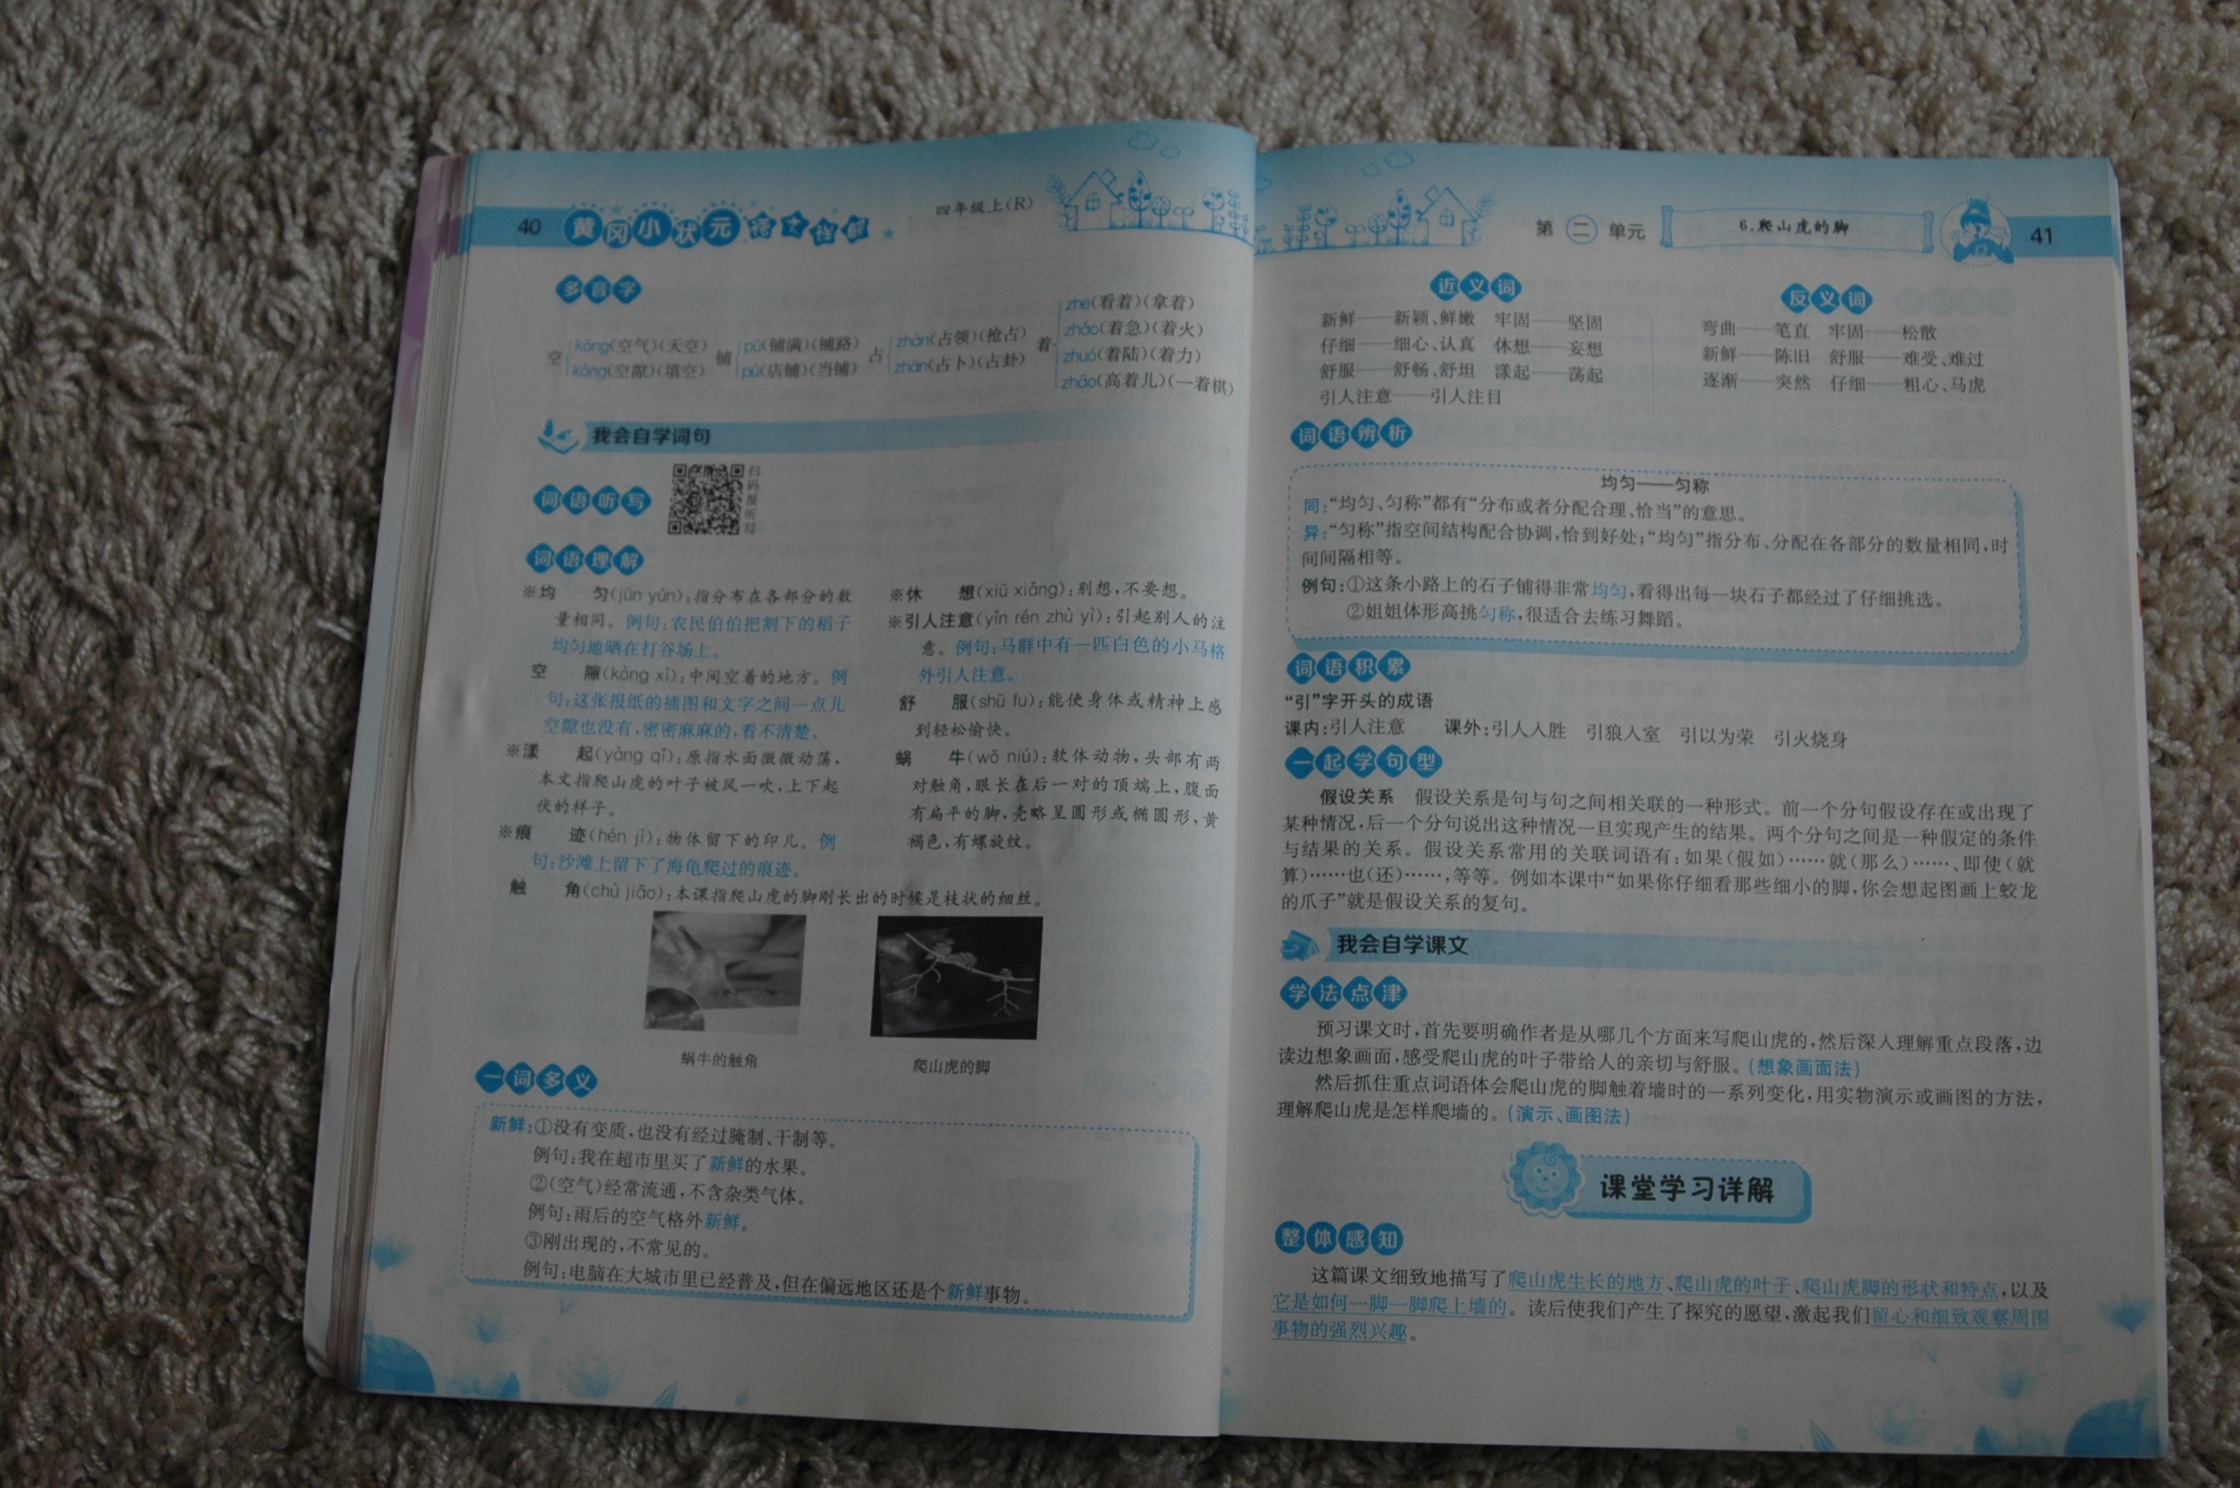 40 黄冈小状元 详解 四年级上(R)
多音字
空 kōng(空气)(天空)
kòng(空隙)(填空)
铺 pū(铺满)(铺路)
pù(店铺)(当铺)
占 zhàn(占领)(抢占)
zhān(占卜)(占卦)
着 zhe(看着)(拿着)
zháo(着急)(着火)
zhuó(着陆)(着力)
zhāo(高着儿)(一着棋)
我会自学词句
词语听写
扫码报听写
词语理解
※均 匀(jūn yún):指分布在各部分的数
量相同。例句:农民伯伯把割下的稻子
均匀地晒在打谷场上。
空 隙(kòng xì):中间空着的地方。例
句:这张报纸的插图和文字之间一点儿
空隙也没有,密密麻麻的,看不清楚。
※漾 起(yàng qǐ):原指水面微微动荡,
本文指爬山虎的叶子被风一吹,上下起
伏的样子。
※痕 迹(hén jì):物体留下的印儿。例
句:沙滩上留下了海龟爬过的痕迹。
触 角(chù jiǎo):本课指爬山虎的脚刚长出的时候是枝状的细丝。
※休 想(xiū xiǎng):别想,不要想。
※引人注意(yǐn rén zhù yì):引起别人的注
意。例句:马群中有一匹白色的小马格
外引人注意。
舒 服(shū fu):能使身体或精神上感
到轻松愉快。
蜗 牛(wō niú):软体动物,头部有两
对触角,眼长在后一对的顶端上,腹面
有扁平的脚,壳略呈圆形或椭圆形,黄
褐色,有螺旋纹。
蜗牛的触角
爬山虎的脚
一词多义
新鲜:①没有变质,也没有经过腌制、干制等。
例句:我在超市里买了新鲜的水果。
②(空气)经常流通,不含杂类气体。
例句:雨后的空气格外新鲜。
③刚出现的,不常见的。
例句:电脑在大城市里已经普及,但在偏远地区还是个新鲜事物。
第二单元 6.爬山虎的脚 41
近义词
新鲜——新颖、鲜嫩 牢固——坚固
仔细——细心、认真 休想——妄想
舒服——舒畅、舒坦 漾起——荡起
引人注意——引人注目
反义词
弯曲——笔直 牢固——松散
新鲜——陈旧 舒服——难受、难过
逐渐——突然 仔细——粗心、马虎
词语辨析
均匀——匀称
同:“均匀、匀称”都有“分布或者分配合理、恰当”的意思。
异:“匀称”指空间结构配合协调,恰到好处;“均匀”指分布、分配在各部分的数量相同,时
间间隔相等。
例句:①这条小路上的石子铺得非常均匀,看得出每一块石子都经过了仔细挑选。
②姐姐体形高挑匀称,很适合去练习舞蹈。
词语积累
“引”字开头的成语
课内:引人注意 课外:引人入胜 引狼入室 引以为荣 引火烧身
一起学句型
假设关系 假设关系是句与句之间相关联的一种形式。前一个分句假设存在或出现了
某种情况,后一个分句说出这种情况一旦实现产生的结果。两个分句之间是一种假定的条件
与结果的关系。假设关系常用的关联词语有:如果(假如)……就(那么)……、即使(就
算)……也(还)……,等等。例如本课中“如果你仔细看那些细小的脚,你会想起图画上蛟龙
的爪子”就是假设关系的复句。
我会自学课文
学法点津
预习课文时,首先要明确作者是从哪几个方面来写爬山虎的,然后深入理解重点段落,边
读边想象画面,感受爬山虎的叶子带给人的亲切与舒服。(想象画面法)
然后抓住重点词语体会爬山虎的脚触着墙时的一系列变化,用实物演示或画图的方法,
理解爬山虎是怎样爬墙的。(演示、画图法)
课堂学习详解
整体感知
这篇课文细致地描写了爬山虎生长的地方、爬山虎的叶子、爬山虎脚的形状和特点,以及
它是如何一脚一脚爬上墙的。读后使我们产生了探究的愿望,激起我们留心和细致观察周围
事物的强烈兴趣。